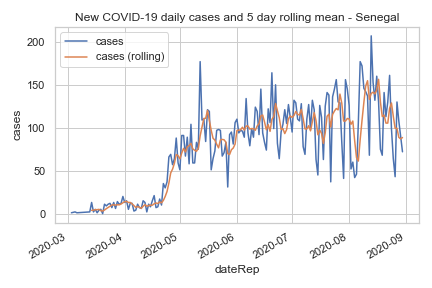 New COVID-19 daily cases and 5 day rolling mean - Senegal
cases
cases (rolling)
200
150
100
50
0
cases
2020-03
2020-04
2020-05
2020-06
2020-07
2020-08
2020-09
dateRep